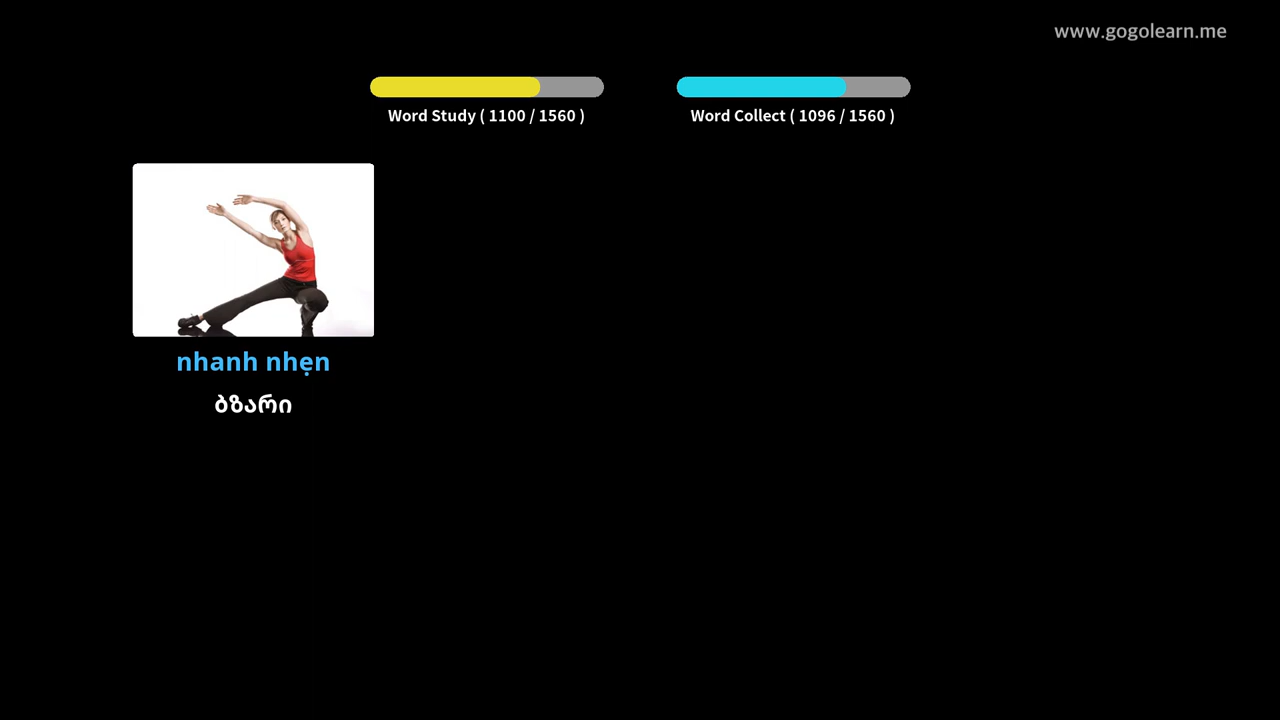 www.gogolearn.me
Word Study ( 1100 / 1560 )
Word Collect ( 1096 / 1560 )
nhanh nhẹn
ბზარი